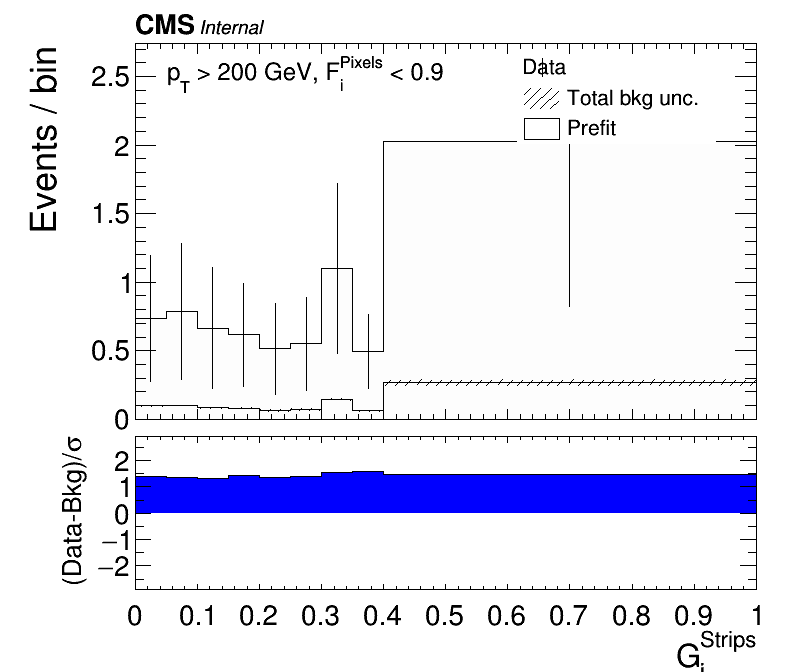 CMS Internal
p_T > 200 GeV, F_i^Pixels < 0.9
Data
Total bkg unc.
Prefit
Events / bin
2.5
2
1.5
1
0.5
0
(Data-Bkg)/σ
2
1
0
−1
−2
0 0.1 0.2 0.3 0.4 0.5 0.6 0.7 0.8 0.9 1
G_i^Strips